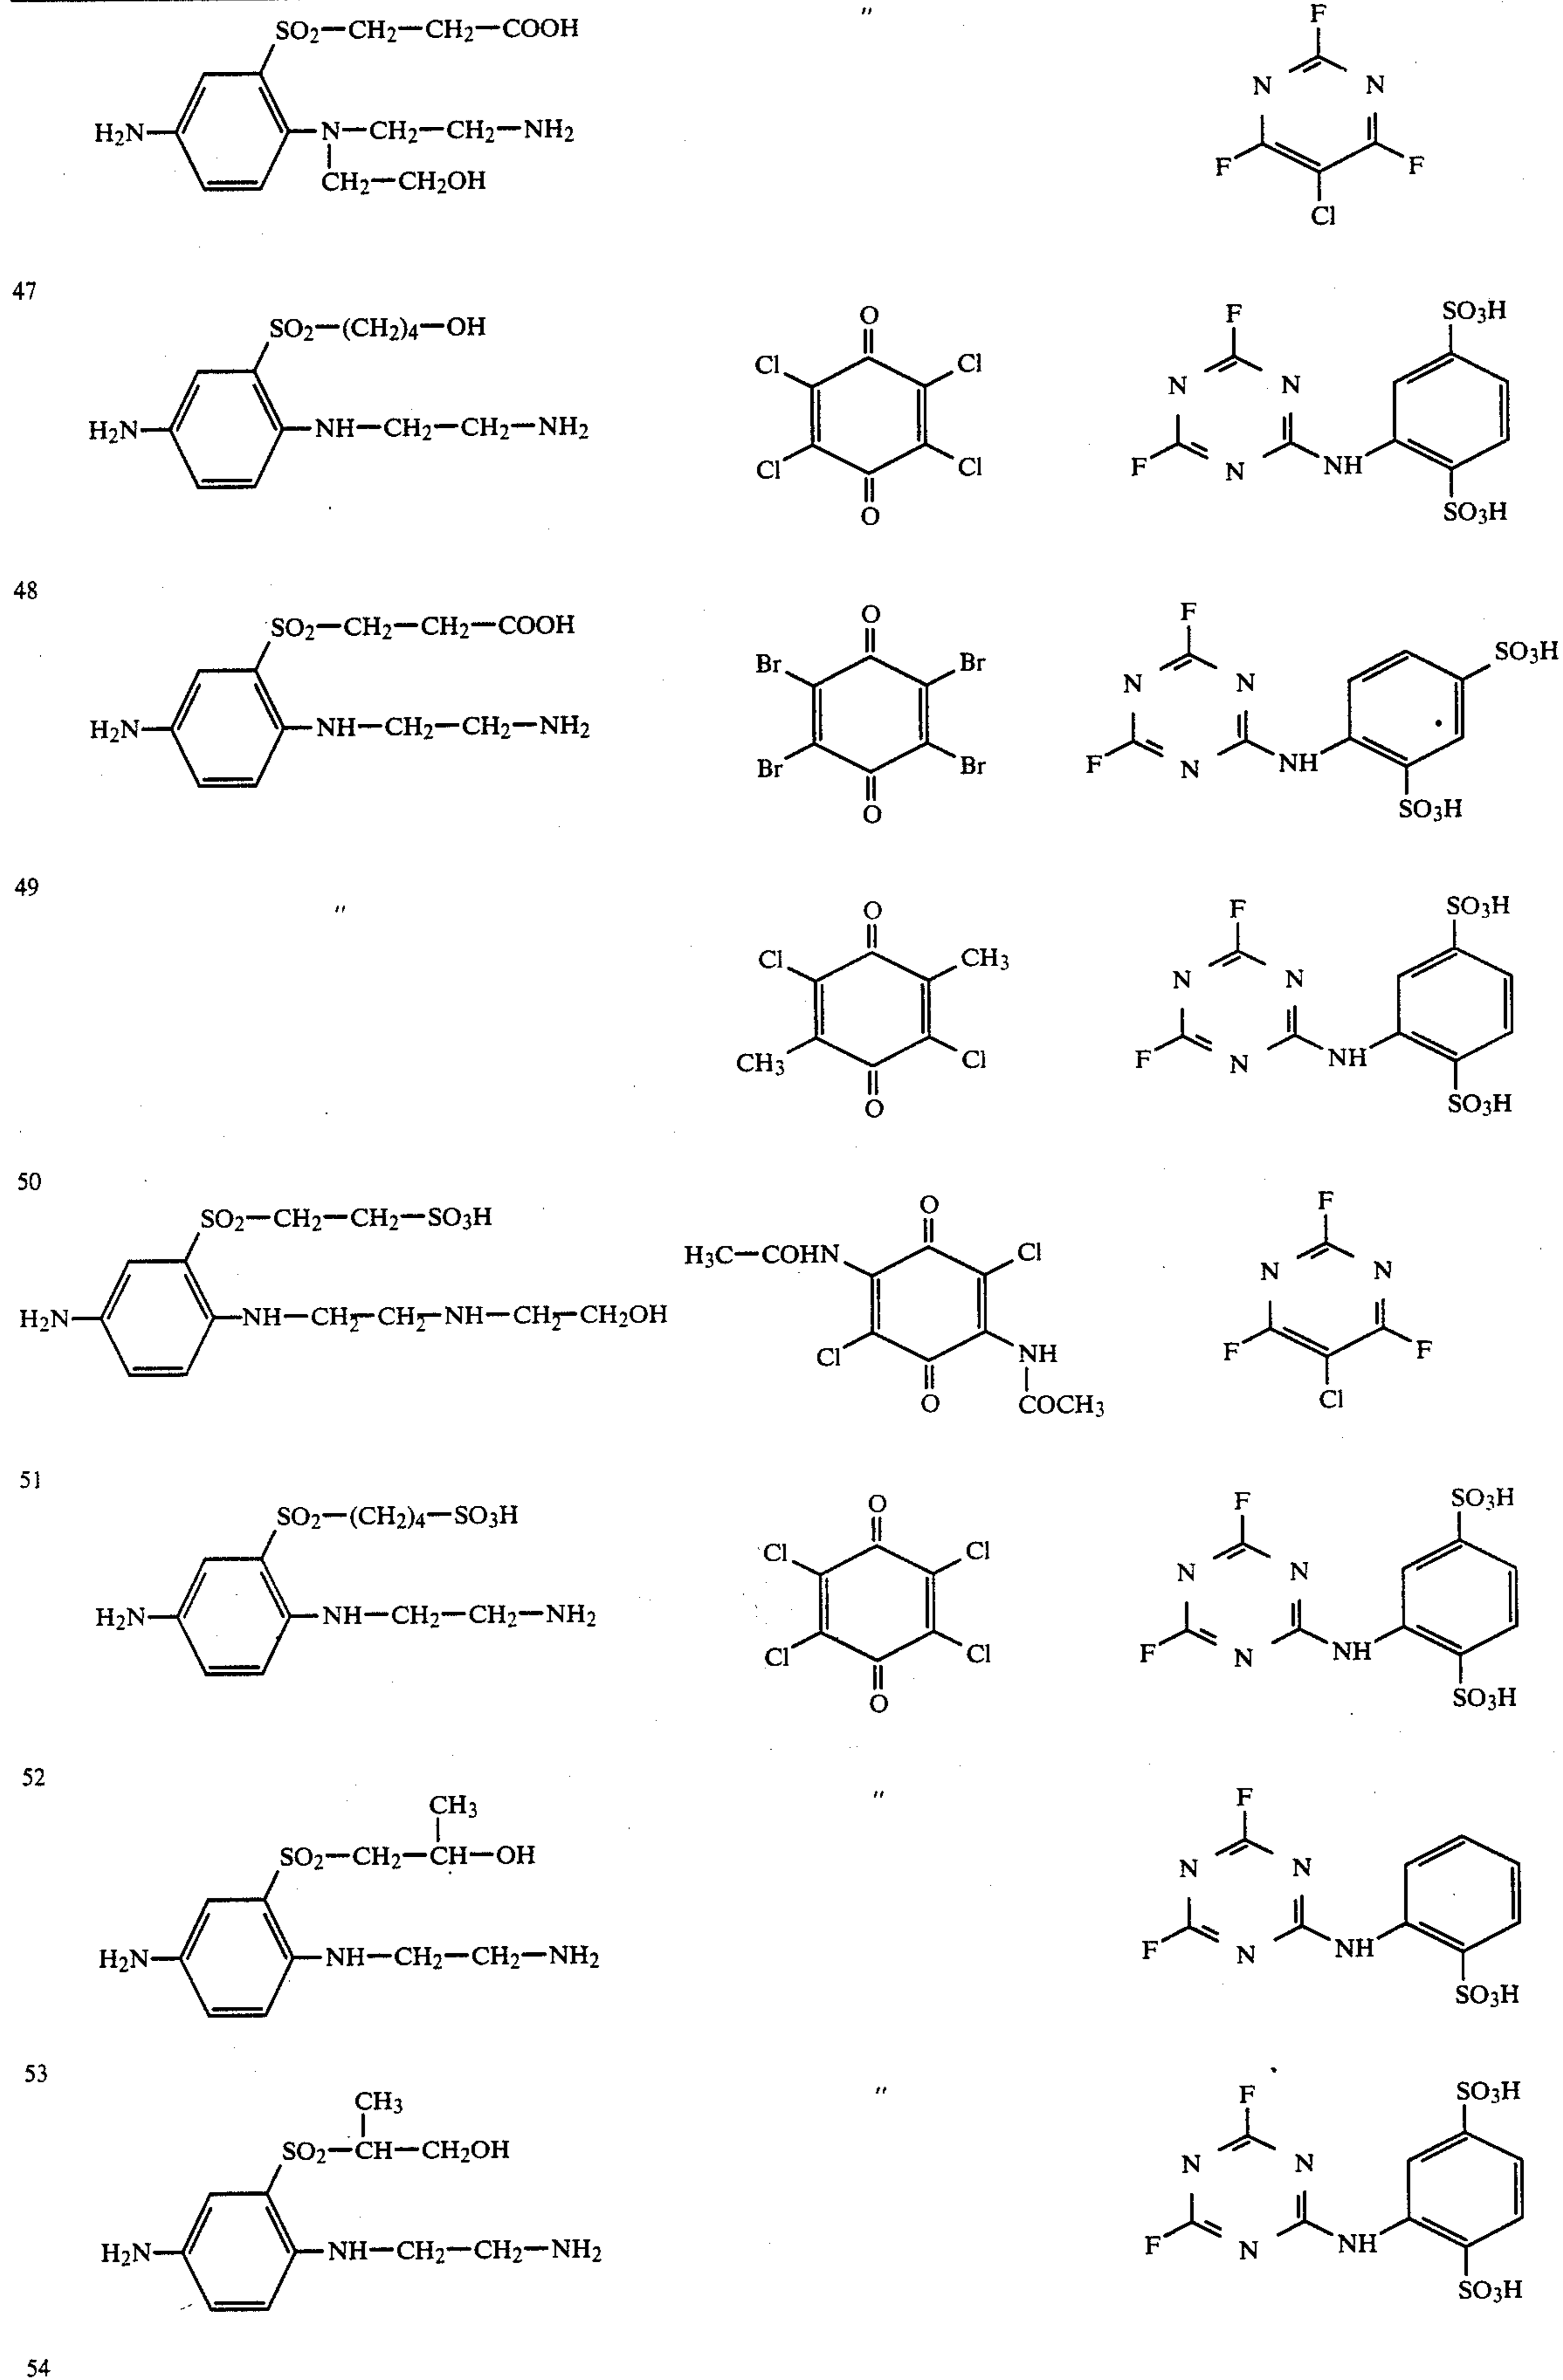 SO2—CH2—CH2—COOH " F
N N
H2N N—CH2—CH2—NH2
F F
CH2—CH2OH
Cl
47
SO2—(CH2)4—OH O F SO3H
Cl Cl N N
H2N NH—CH2—CH2—NH2
Cl Cl F N NH
O SO3H
48
SO2—CH2—CH2—COOH O F SO3H
Br Br N N
H2N NH—CH2—CH2—NH2
Br Br F N NH
O SO3H
49
" O F SO3H
Cl CH3 N N
CH3 Cl F N NH
O SO3H
50
SO2—CH2—CH2—SO3H O F
H3C—COHN Cl N N
H2N NH—CH2—CH2—NH—CH2—CH2OH
Cl NH F F
O COCH3 Cl
51
SO2—(CH2)4—SO3H O F SO3H
Cl Cl N N
H2N NH—CH2—CH2—NH2
Cl Cl F N NH
O SO3H
52
CH3 " F
SO2—CH2—CH—OH N N
H2N NH—CH2—CH2—NH2 F N NH
SO3H
53
CH3 " F SO3H
SO2—CH—CH2OH N N
H2N NH—CH2—CH2—NH2 F N NH
SO3H
54